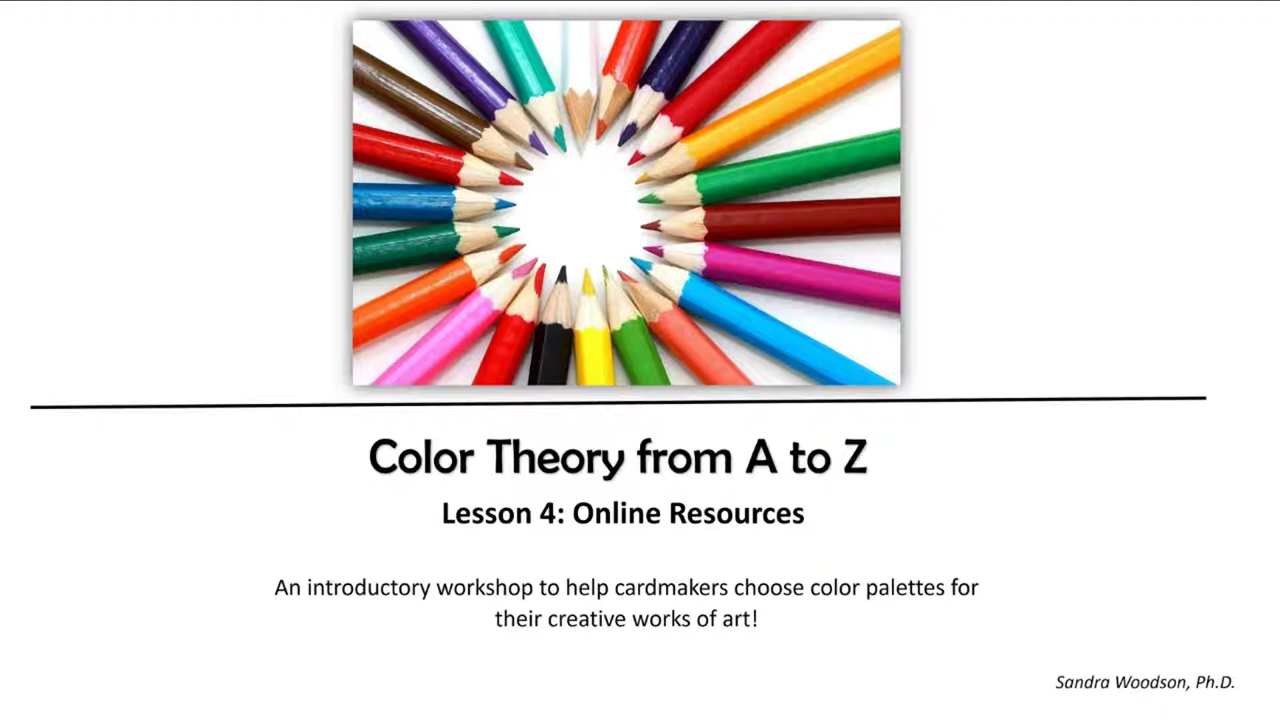 Color Theory from A to Z
Lesson 4: Online Resources
An introductory workshop to help cardmakers choose color palettes for
their creative works of art!
Sandra Woodson, Ph.D.